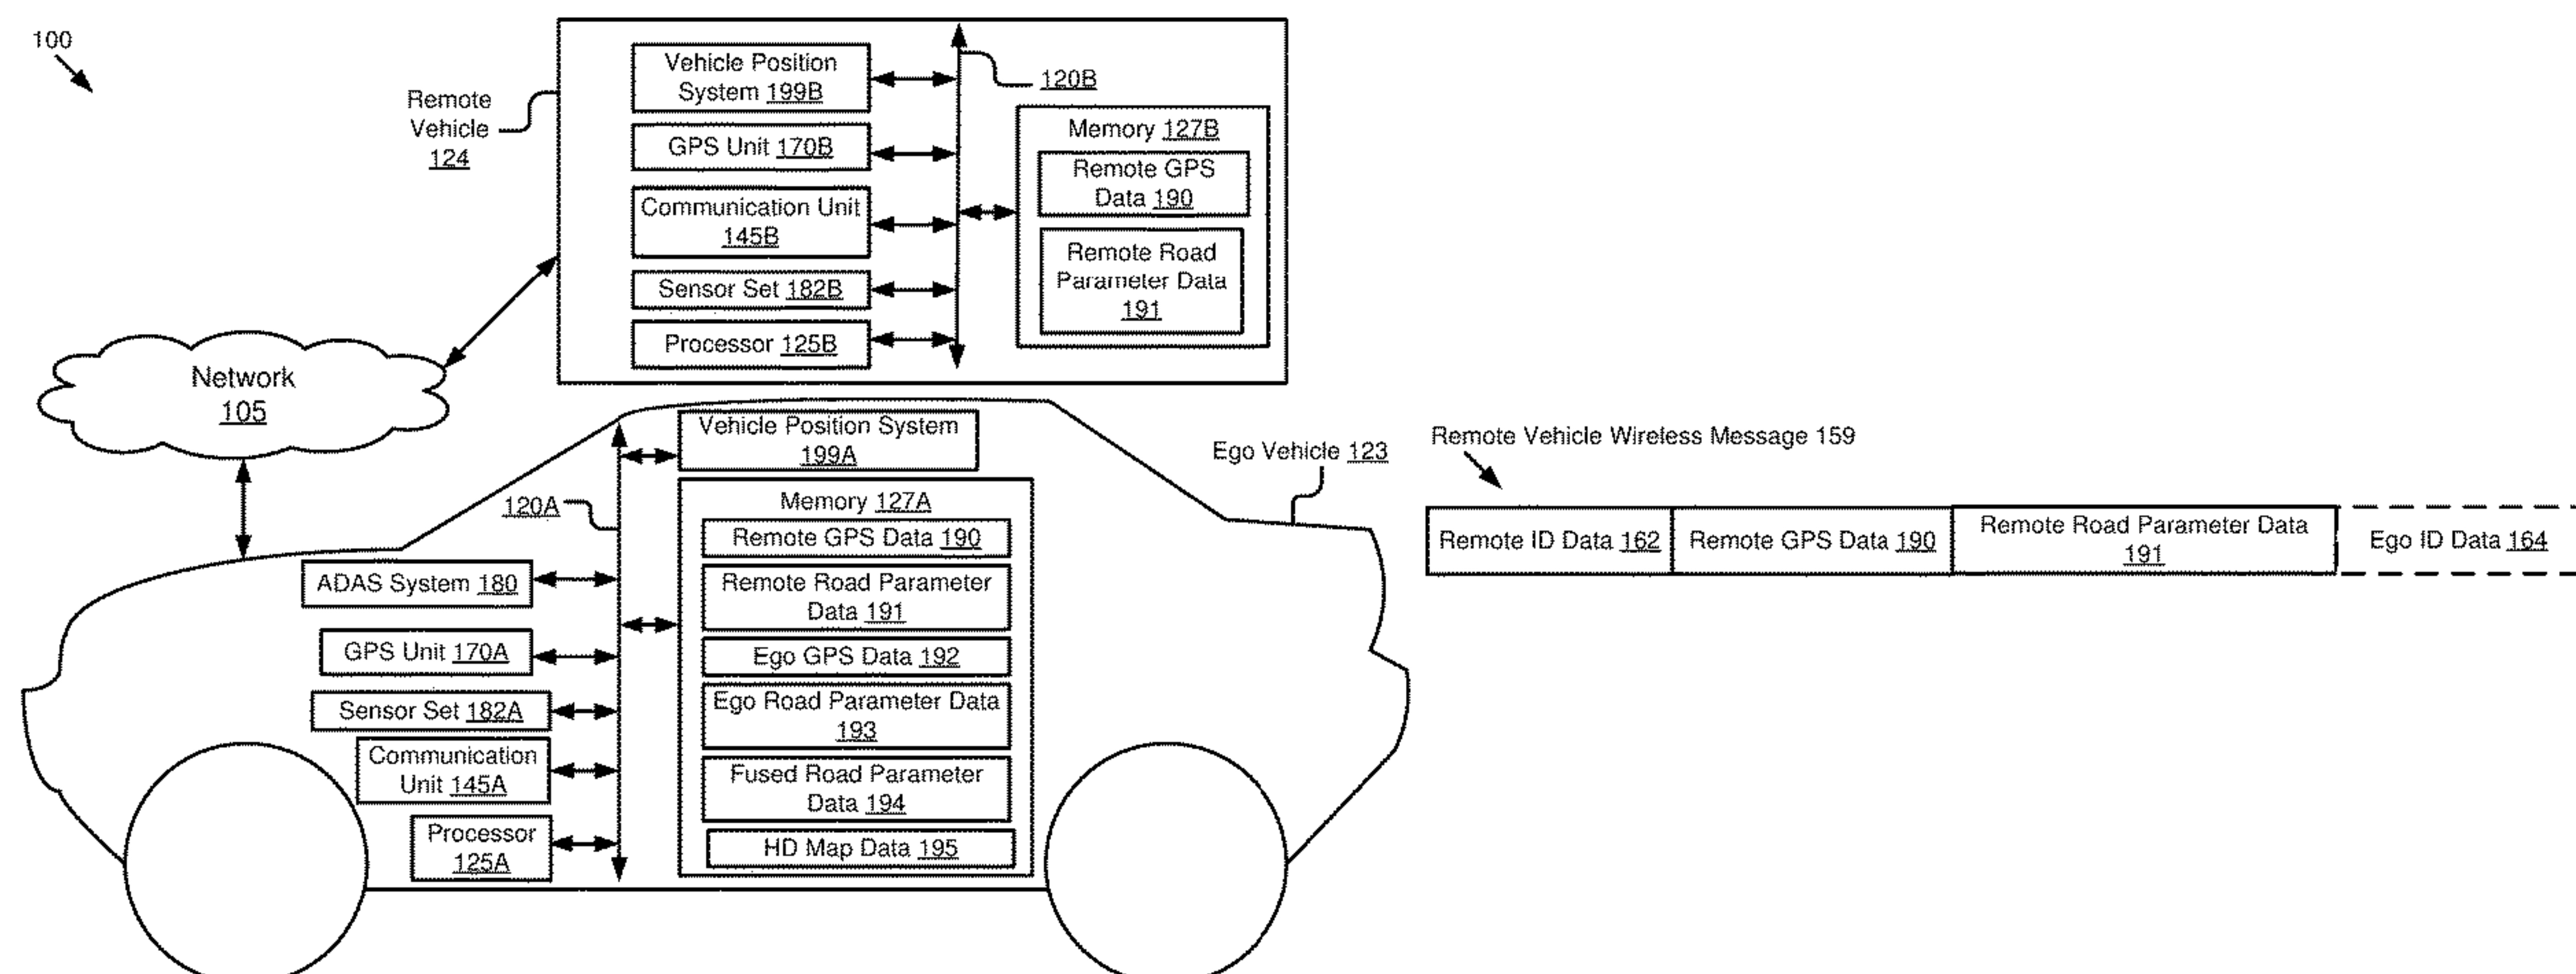 100
Remote
Vehicle
124
Vehicle Position
System 199B
GPS Unit 170B
Communication Unit
145B
Sensor Set 182B
Processor 125B
120B
Memory 127B
Remote GPS
Data 190
Remote Road
Parameter Data
191
Network
105
Vehicle Position System
199A
120A
Memory 127A
Remote GPS Data 190
Remote Road Parameter
Data 191
Ego GPS Data 192
Ego Road Parameter Data
193
Fused Road Parameter
Data 194
HD Map Data 195
ADAS System 180
GPS Unit 170A
Sensor Set 182A
Communication
Unit 145A
Processor
125A
Ego Vehicle 123
Remote Vehicle Wireless Message 159
Remote ID Data 162
Remote GPS Data 190
Remote Road Parameter Data
191
Ego ID Data 164